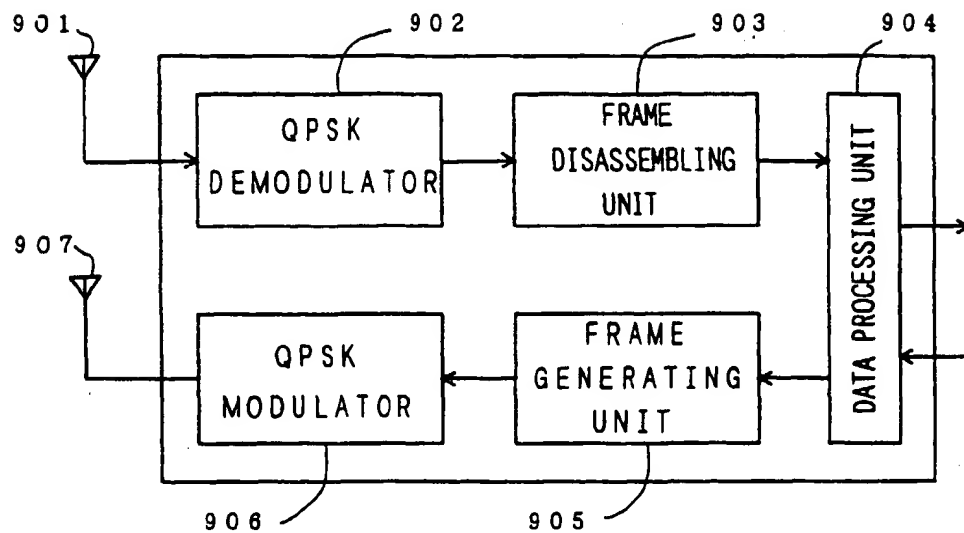 901
902
903
904
QPSK
DEMODULATOR
FRAME
DISASSEMBLING
UNIT
DATA PROCESSING UNIT
907
QPSK
MODULATOR
FRAME
GENERATING
UNIT
906
905